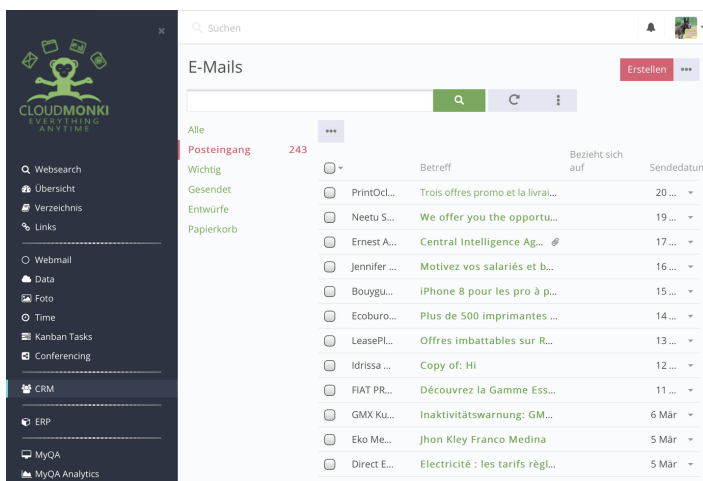 Suchen
CLOUDMONKI
EVERYTHING
ANYTIME
E-Mails
Erstellen
Alle
Posteingang 243
Wichtig
Gesendet
Entwürfe
Papierkorb
Websearch
Übersicht
Verzeichnis
Links
Webmail
Data
Foto
Time
Kanban Tasks
Conferencing
CRM
ERP
MyQA
MyQA Analytics
Betreff Bezieht sich auf Sendedatum
PrintOcl... Trois offres promo et la livrai... 20 ...
Neetu S... We offer you the opportu... 19 ...
Ernest A... Central Intelligence Ag... 17 ...
Jennifer ... Motivez vos salariés et b... 16 ...
Bouygu... iPhone 8 pour les pro à p... 15 ...
Ecoburo... Plus de 500 imprimantes ... 14 ...
LeasePl... Offres imbattables sur R... 13 ...
Idrissa ... Copy of: Hi 12 ...
FIAT PR... Découvrez la Gamme Ess... 11 ...
GMX Ku... Inaktivitätswarnung: GM... 6 Mär
Eko Me... Jhon Kley Franco Medina 5 Mär
Direct E... Electricité : les tarifs règl... 5 Mär